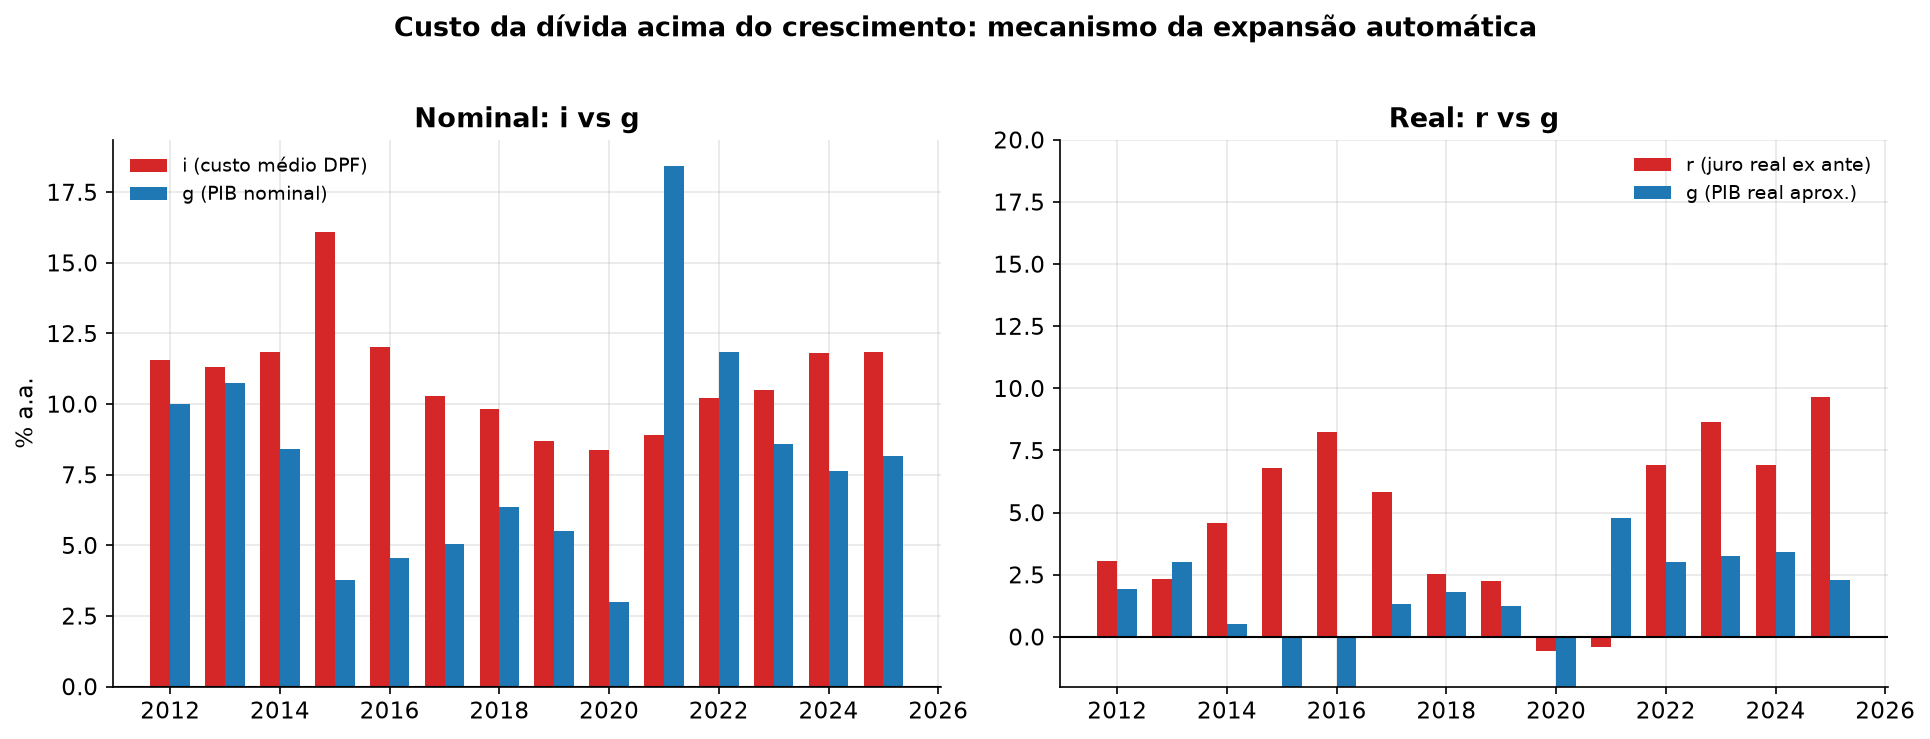 Custo da dívida acima do crescimento: mecanismo da expansão automática
Nominal: i vs g
i (custo médio DPF)
g (PIB nominal)
% a.a.
17.5
15.0
12.5
10.0
7.5
5.0
2.5
0.0
2012 2014 2016 2018 2020 2022 2024 2026
Real: r vs g
r (juro real ex ante)
g (PIB real aprox.)
20.0
17.5
15.0
12.5
10.0
7.5
5.0
2.5
0.0
2012 2014 2016 2018 2020 2022 2024 2026